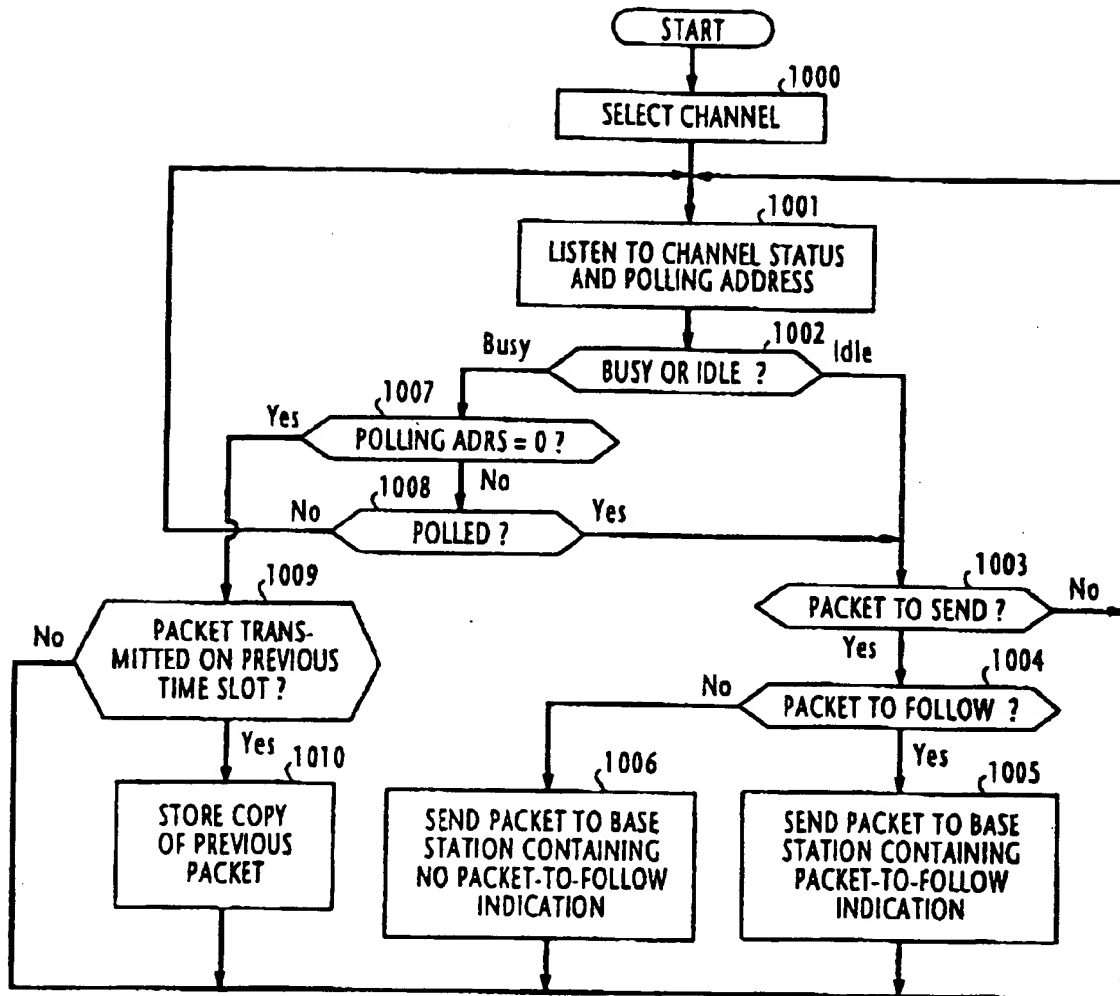 START
1000
SELECT CHANNEL
1001
LISTEN TO CHANNEL STATUS
AND POLLING ADDRESS
1002
Busy
BUSY OR IDLE ?
Idle
1007
Yes
POLLING ADRS = 0 ?
No
1008
No
POLLED ?
Yes
1009
No
PACKET TRANS-
MITTED ON PREVIOUS
TIME SLOT ?
Yes
1003
PACKET TO SEND ?
No
Yes
1004
No
PACKET TO FOLLOW ?
Yes
1010
STORE COPY
OF PREVIOUS
PACKET
1006
SEND PACKET TO BASE
STATION CONTAINING
NO PACKET-TO-FOLLOW
INDICATION
1005
SEND PACKET TO BASE
STATION CONTAINING
PACKET-TO-FOLLOW
INDICATION